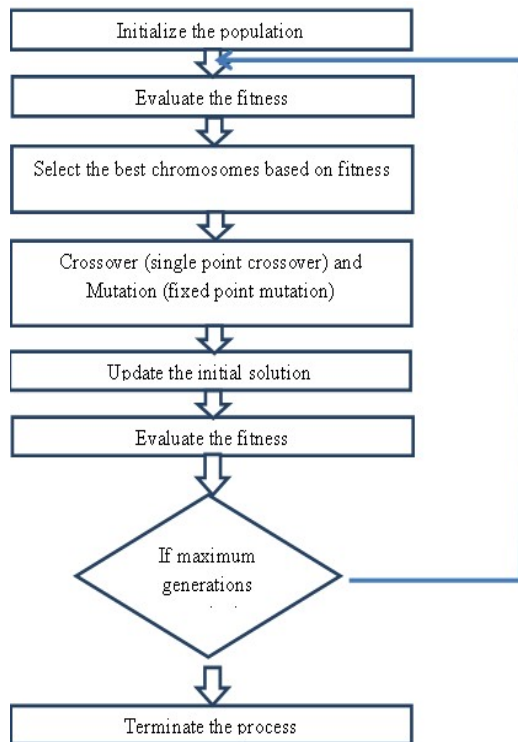 Initialize the population
Evaluate the fitness
Select the best chromosomes based on fitness
Crossover (single point crossover) and
Mutation (fixed point mutation)
Update the initial solution
Evaluate the fitness
If maximum
generations
Terminate the process